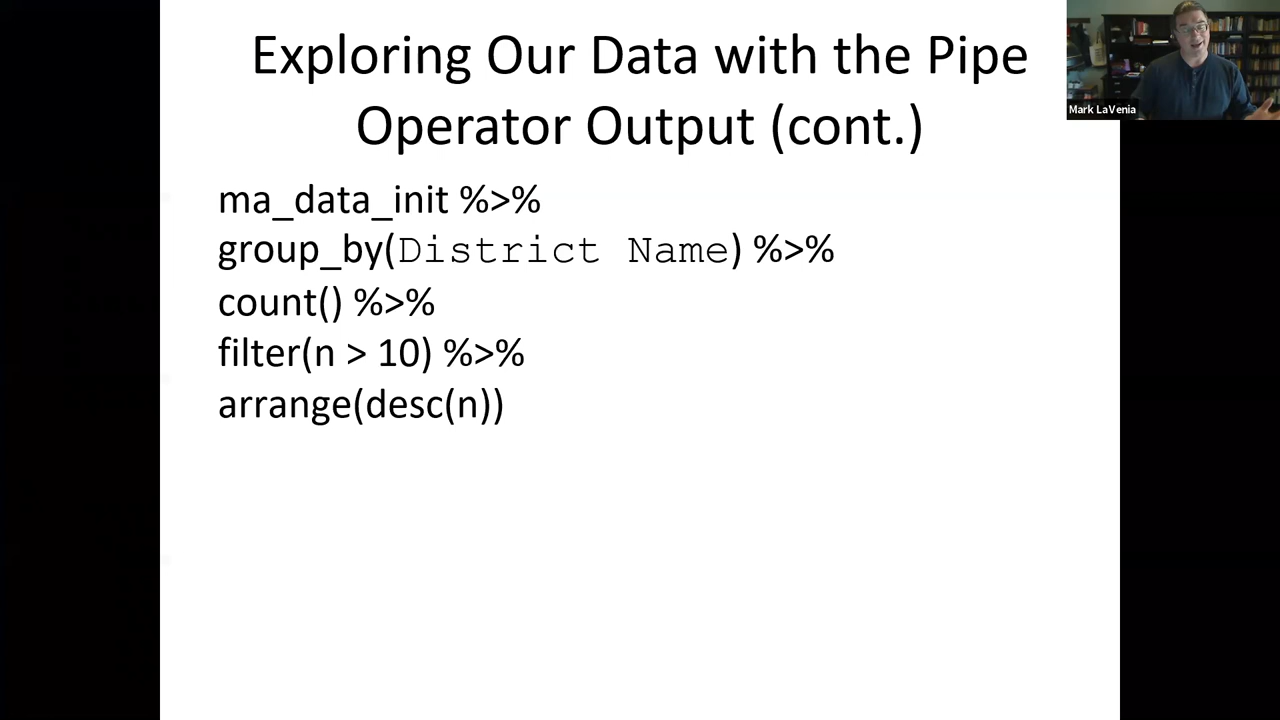 Exploring Our Data with the Pipe
Operator Output (cont.)
Mark LaVenia
ma_data_init %>%
group_by(District Name) %>%
count() %>%
filter(n > 10) %>%
arrange(desc(n))